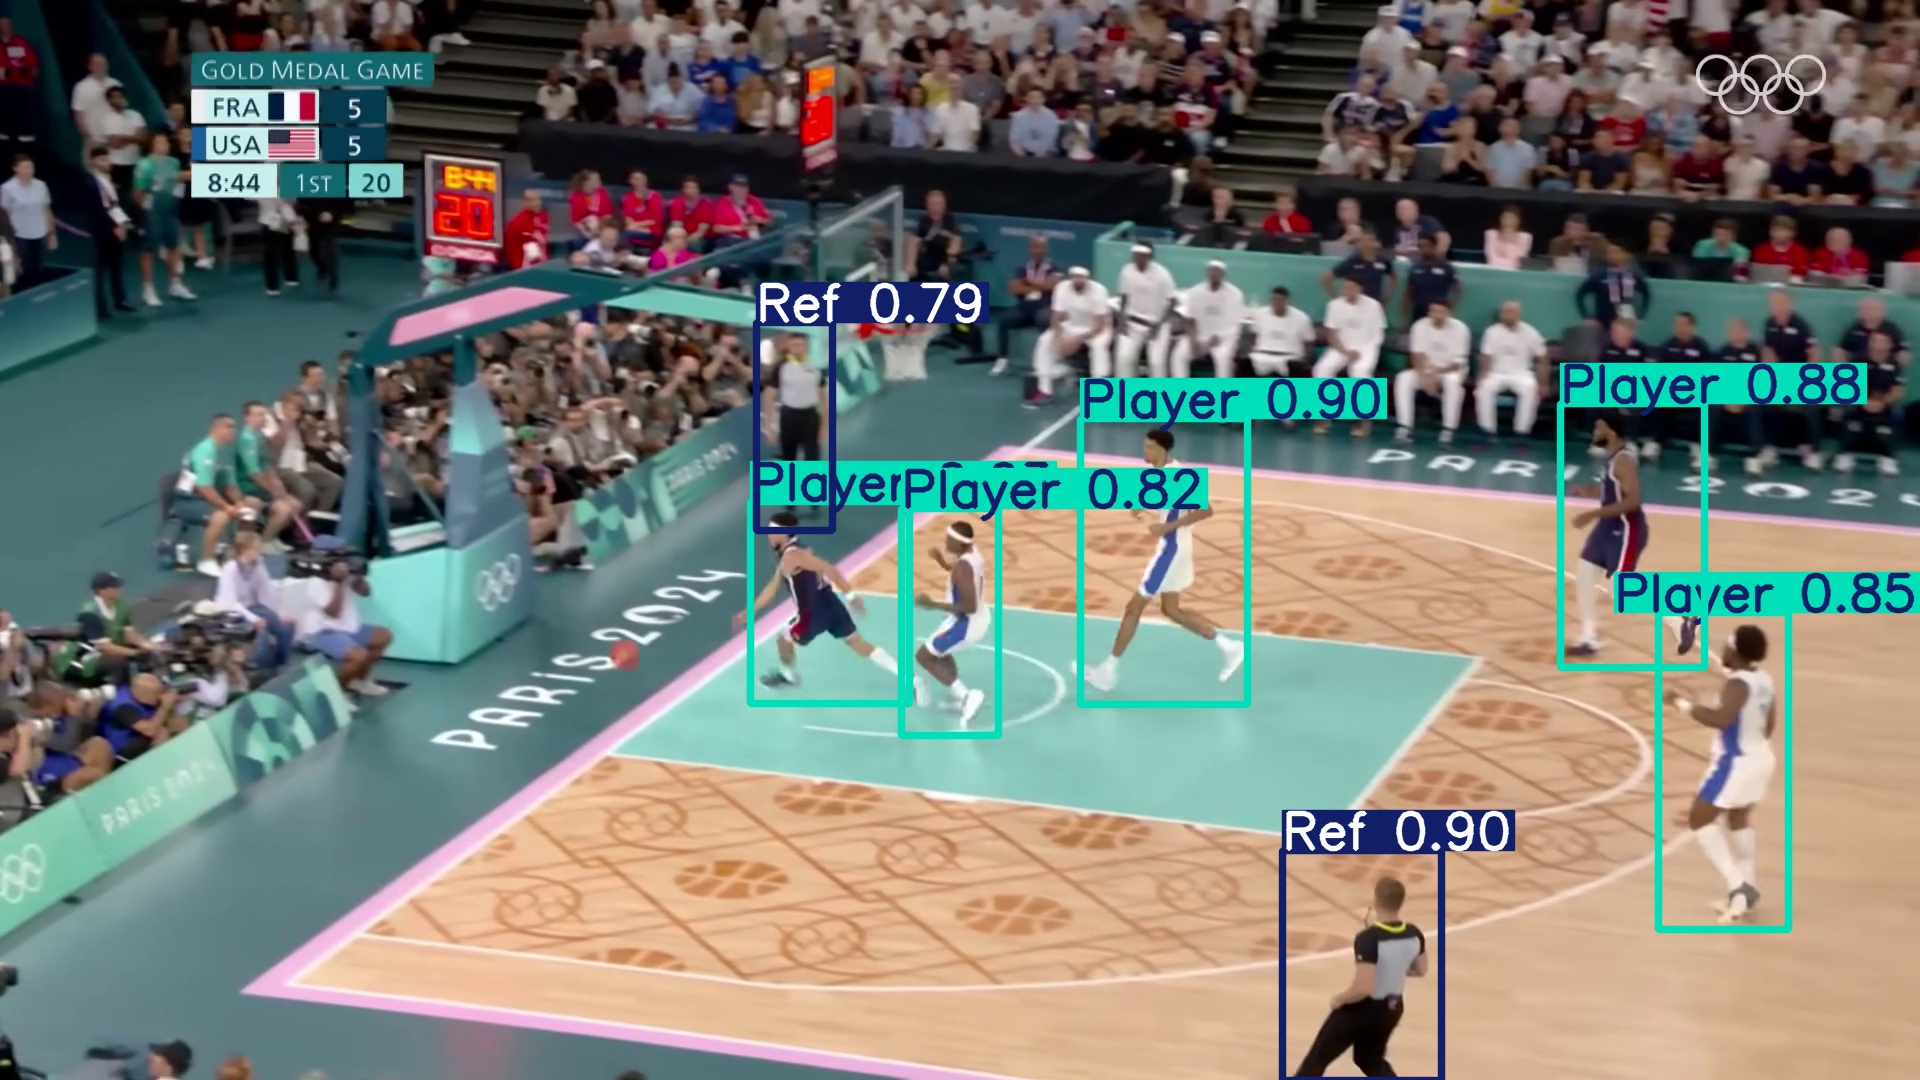 GOLD MEDAL GAME
FRA 5
USA 5
8:44 1ST 20
8:44
20
OMEGA
Ref 0.79
Player 0.90
Player 0.88
Player
Player 0.82
PARIS 2024
PARIS 2024
Player 0.85
PARIS 2024
PARIS 2024
Ref 0.90